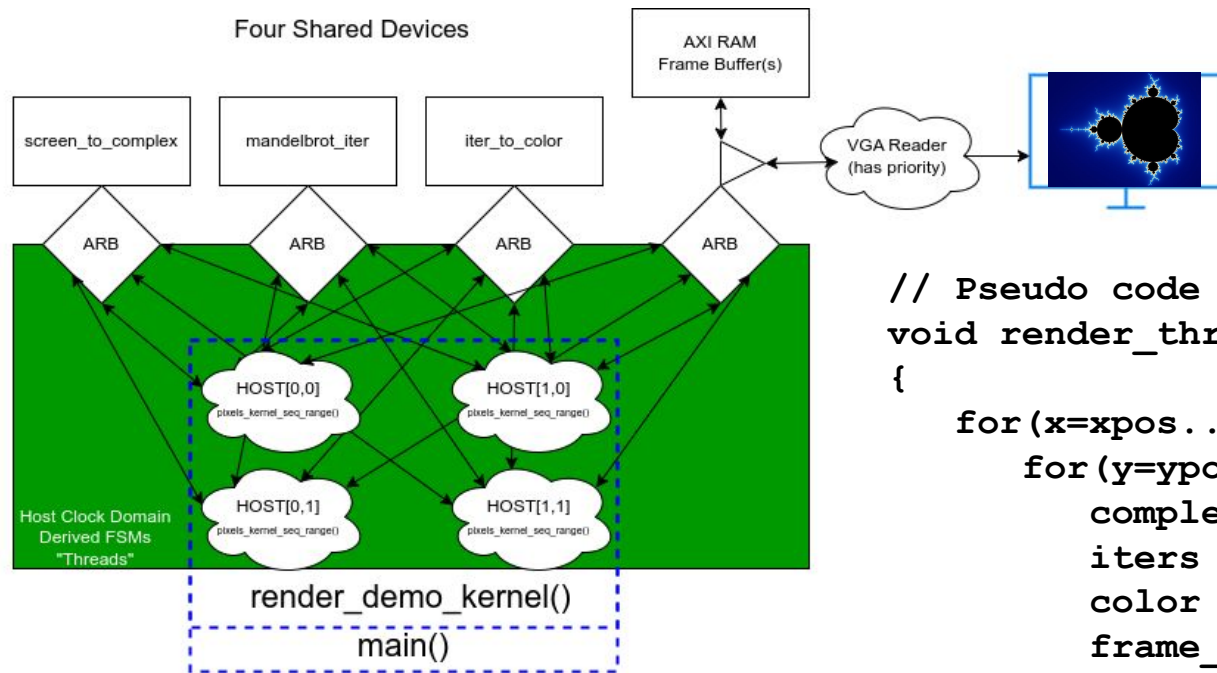 Four Shared Devices
AXI RAM
Frame Buffer(s)
screen_to_complex
mandelbrot_iter
iter_to_color
VGA Reader
(has priority)
ARB
ARB
ARB
ARB
HOST[0,0]
pixels_kernel_seq_range()
HOST[1,0]
pixels_kernel_seq_range()
HOST[0,1]
pixels_kernel_seq_range()
HOST[1,1]
pixels_kernel_seq_range()
Host Clock Domain
Derived FSMs
"Threads"
render_demo_kernel()
main()
// Pseudo code
void render_thr
{
for(x=xpos..
for(y=ypo
comple
iters
color
frame_